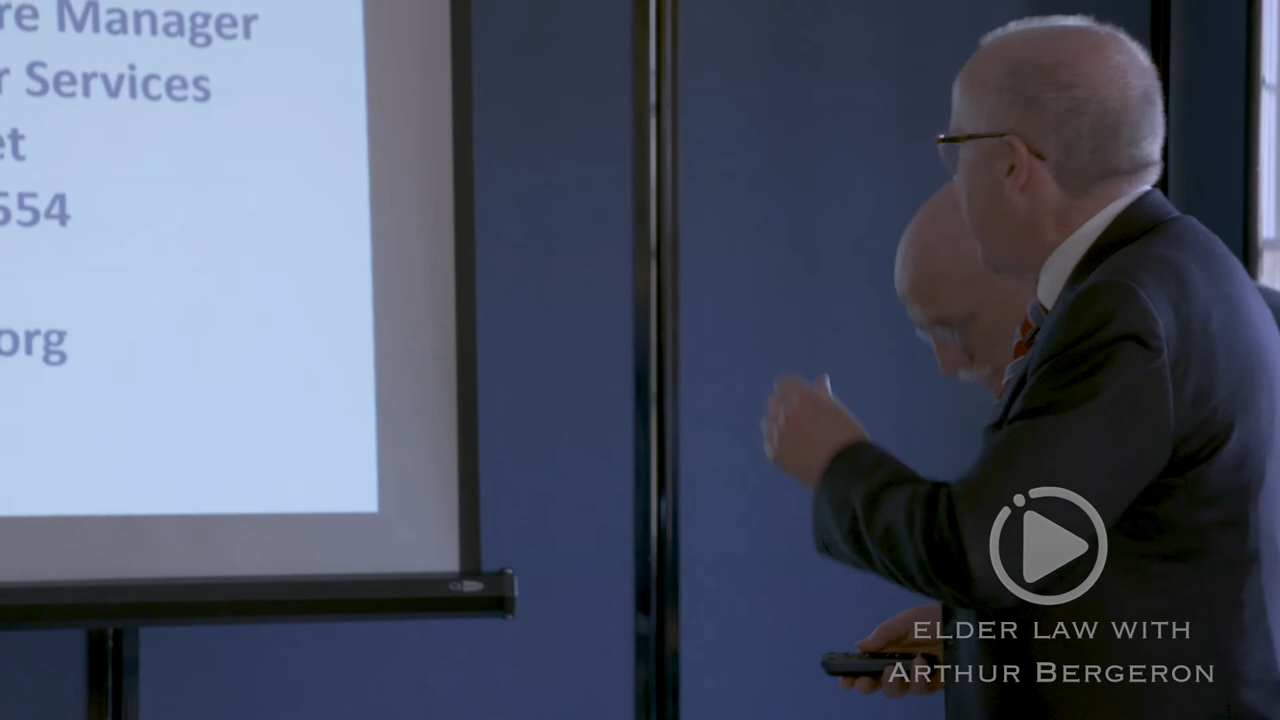 re Manager
r Services
et
554
org
ELDER LAW WITH
ARTHUR BERGERON